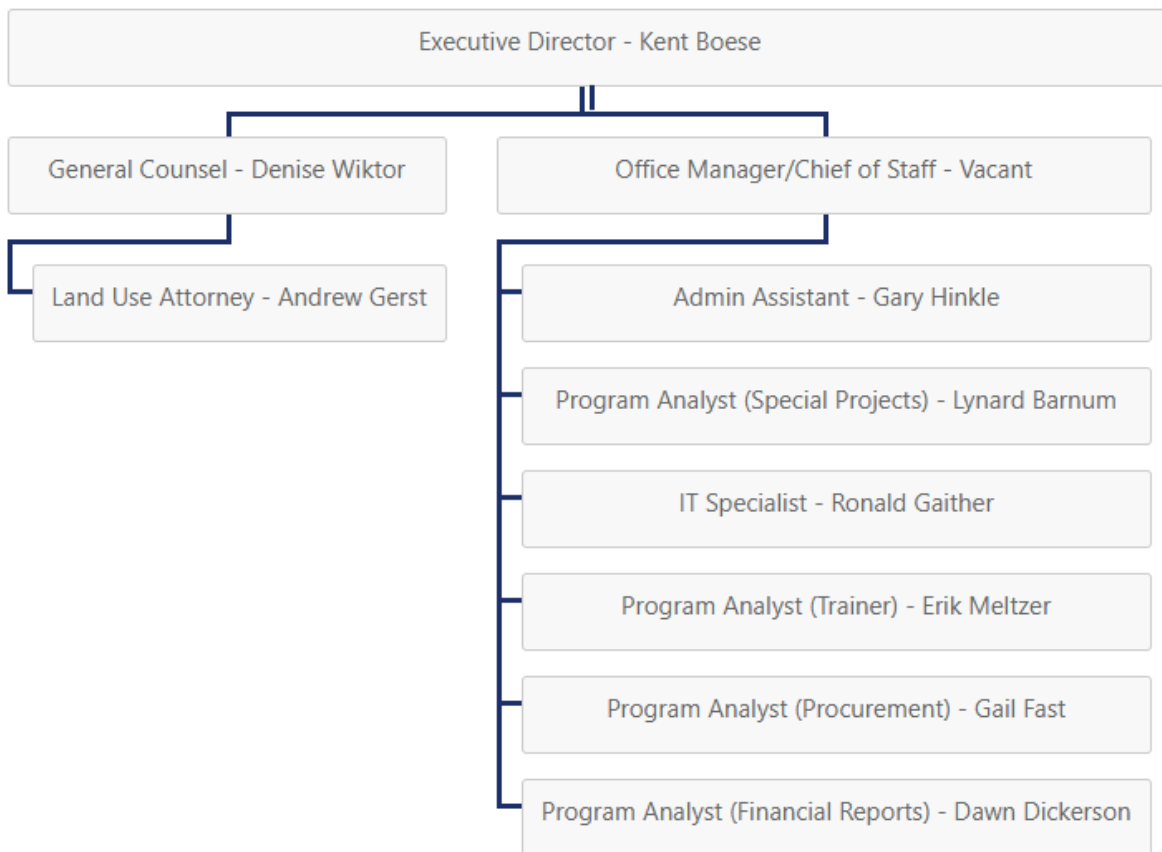 Executive Director - Kent Boese
General Counsel - Denise Wiktor
Office Manager/Chief of Staff - Vacant
Land Use Attorney - Andrew Gerst
Admin Assistant - Gary Hinkle
Program Analyst (Special Projects) - Lynard Barnum
IT Specialist - Ronald Gaither
Program Analyst (Trainer) - Erik Meltzer
Program Analyst (Procurement) - Gail Fast
Program Analyst (Financial Reports) - Dawn Dickerson